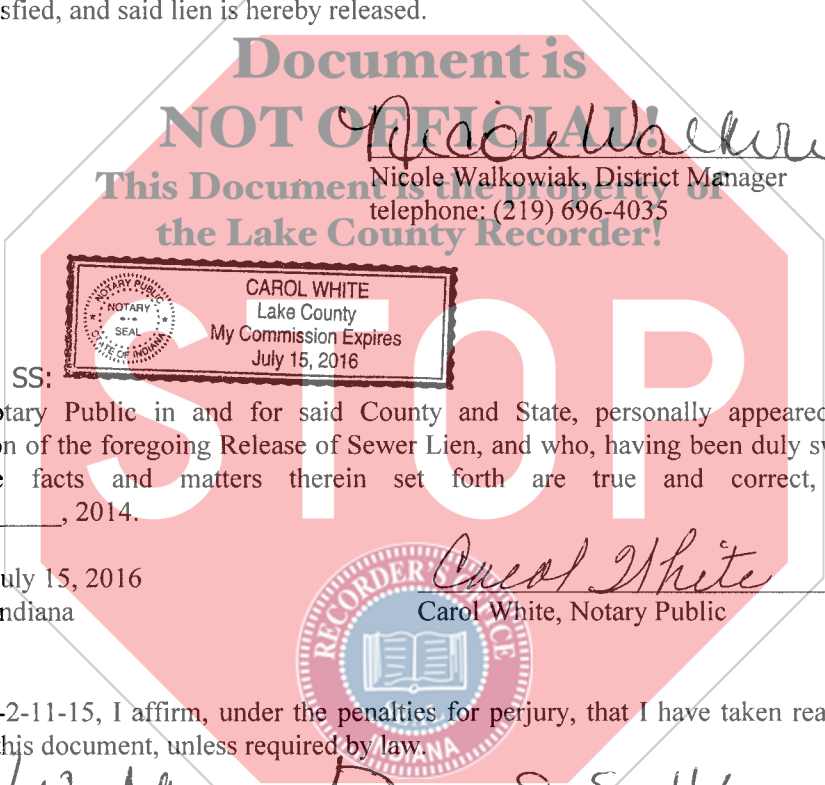 sfied, and said lien is hereby released.
Document is
NOT OFFICIAL!
Nicole Walkowiak, District Manager
This Document is the property of
telephone: (219) 696-4035
the Lake County Recorder!
NOTARY PUBLIC
NOTARY
SEAL
STATE OF INDIANA
CAROL WHITE
Lake County
My Commission Expires
July 15, 2016
STOP
SS:
otary Public in and for said County and State, personally appeared
on of the foregoing Release of Sewer Lien, and who, having been duly sw
e facts and matters therein set forth are true and correct,
, 2014.
Carol White
uly 15, 2016
ndiana
Carol White, Notary Public
RECORDER'S OFFICE
INDIANA
-2-11-15, I affirm, under the penalties for perjury, that I have taken rea
this document, unless required by law.